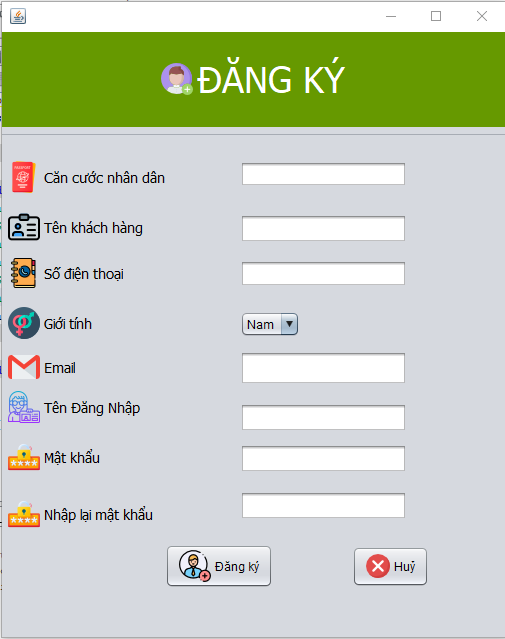 ĐĂNG KÝ
Căn cước nhân dân
Tên khách hàng
Số điện thoại
Giới tính
Nam
Email
Tên Đăng Nhập
Mật khẩu
Nhập lại mật khẩu
Đăng ký
Huỷ